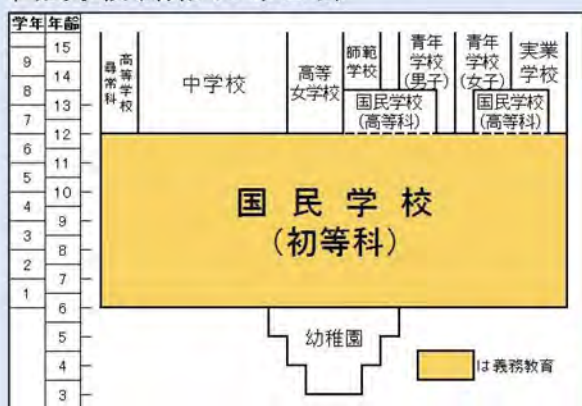 学年 年齢
15
9
14
8
13
7
12
6
11
5
10
4
9
3
8
2
7
1
6
5
4
3
高等学校
尋常科
中学校
高等
女学校
師範
学校
青年
学校
(男子)
青年
学校
(女子)
実業
学校
国民学校
(高等科)
国民学校
(高等科)
国民学校
(初等科)
幼稚園
は義務教育